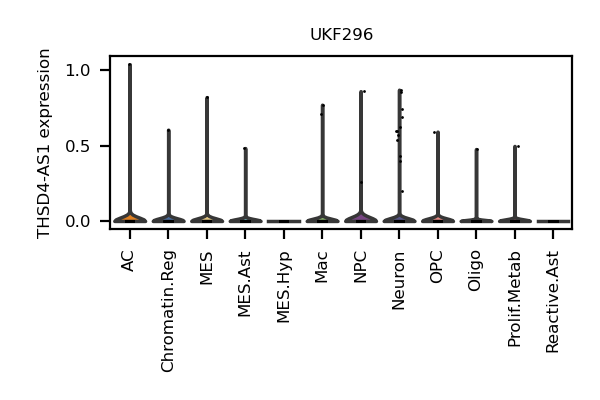 UKF296
THSD4-AS1 expression
1.0
0.5
0.0
AC
Chromatin.Reg
MES
MES.Ast
MES.Hyp
Mac
NPC
Neuron
OPC
Oligo
Prolif.Metab
Reactive.Ast